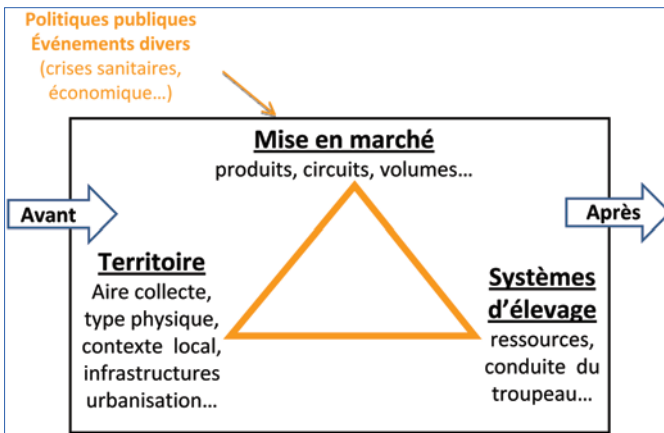 Politiques publiques
Événements divers
(crises sanitaires,
économique…)
Mise en marché
produits, circuits, volumes…
Avant
Après
Territoire
Aire collecte,
type physique,
contexte local,
infrastructures
urbanisation…
Systèmes
d’élevage
ressources,
conduite du
troupeau…